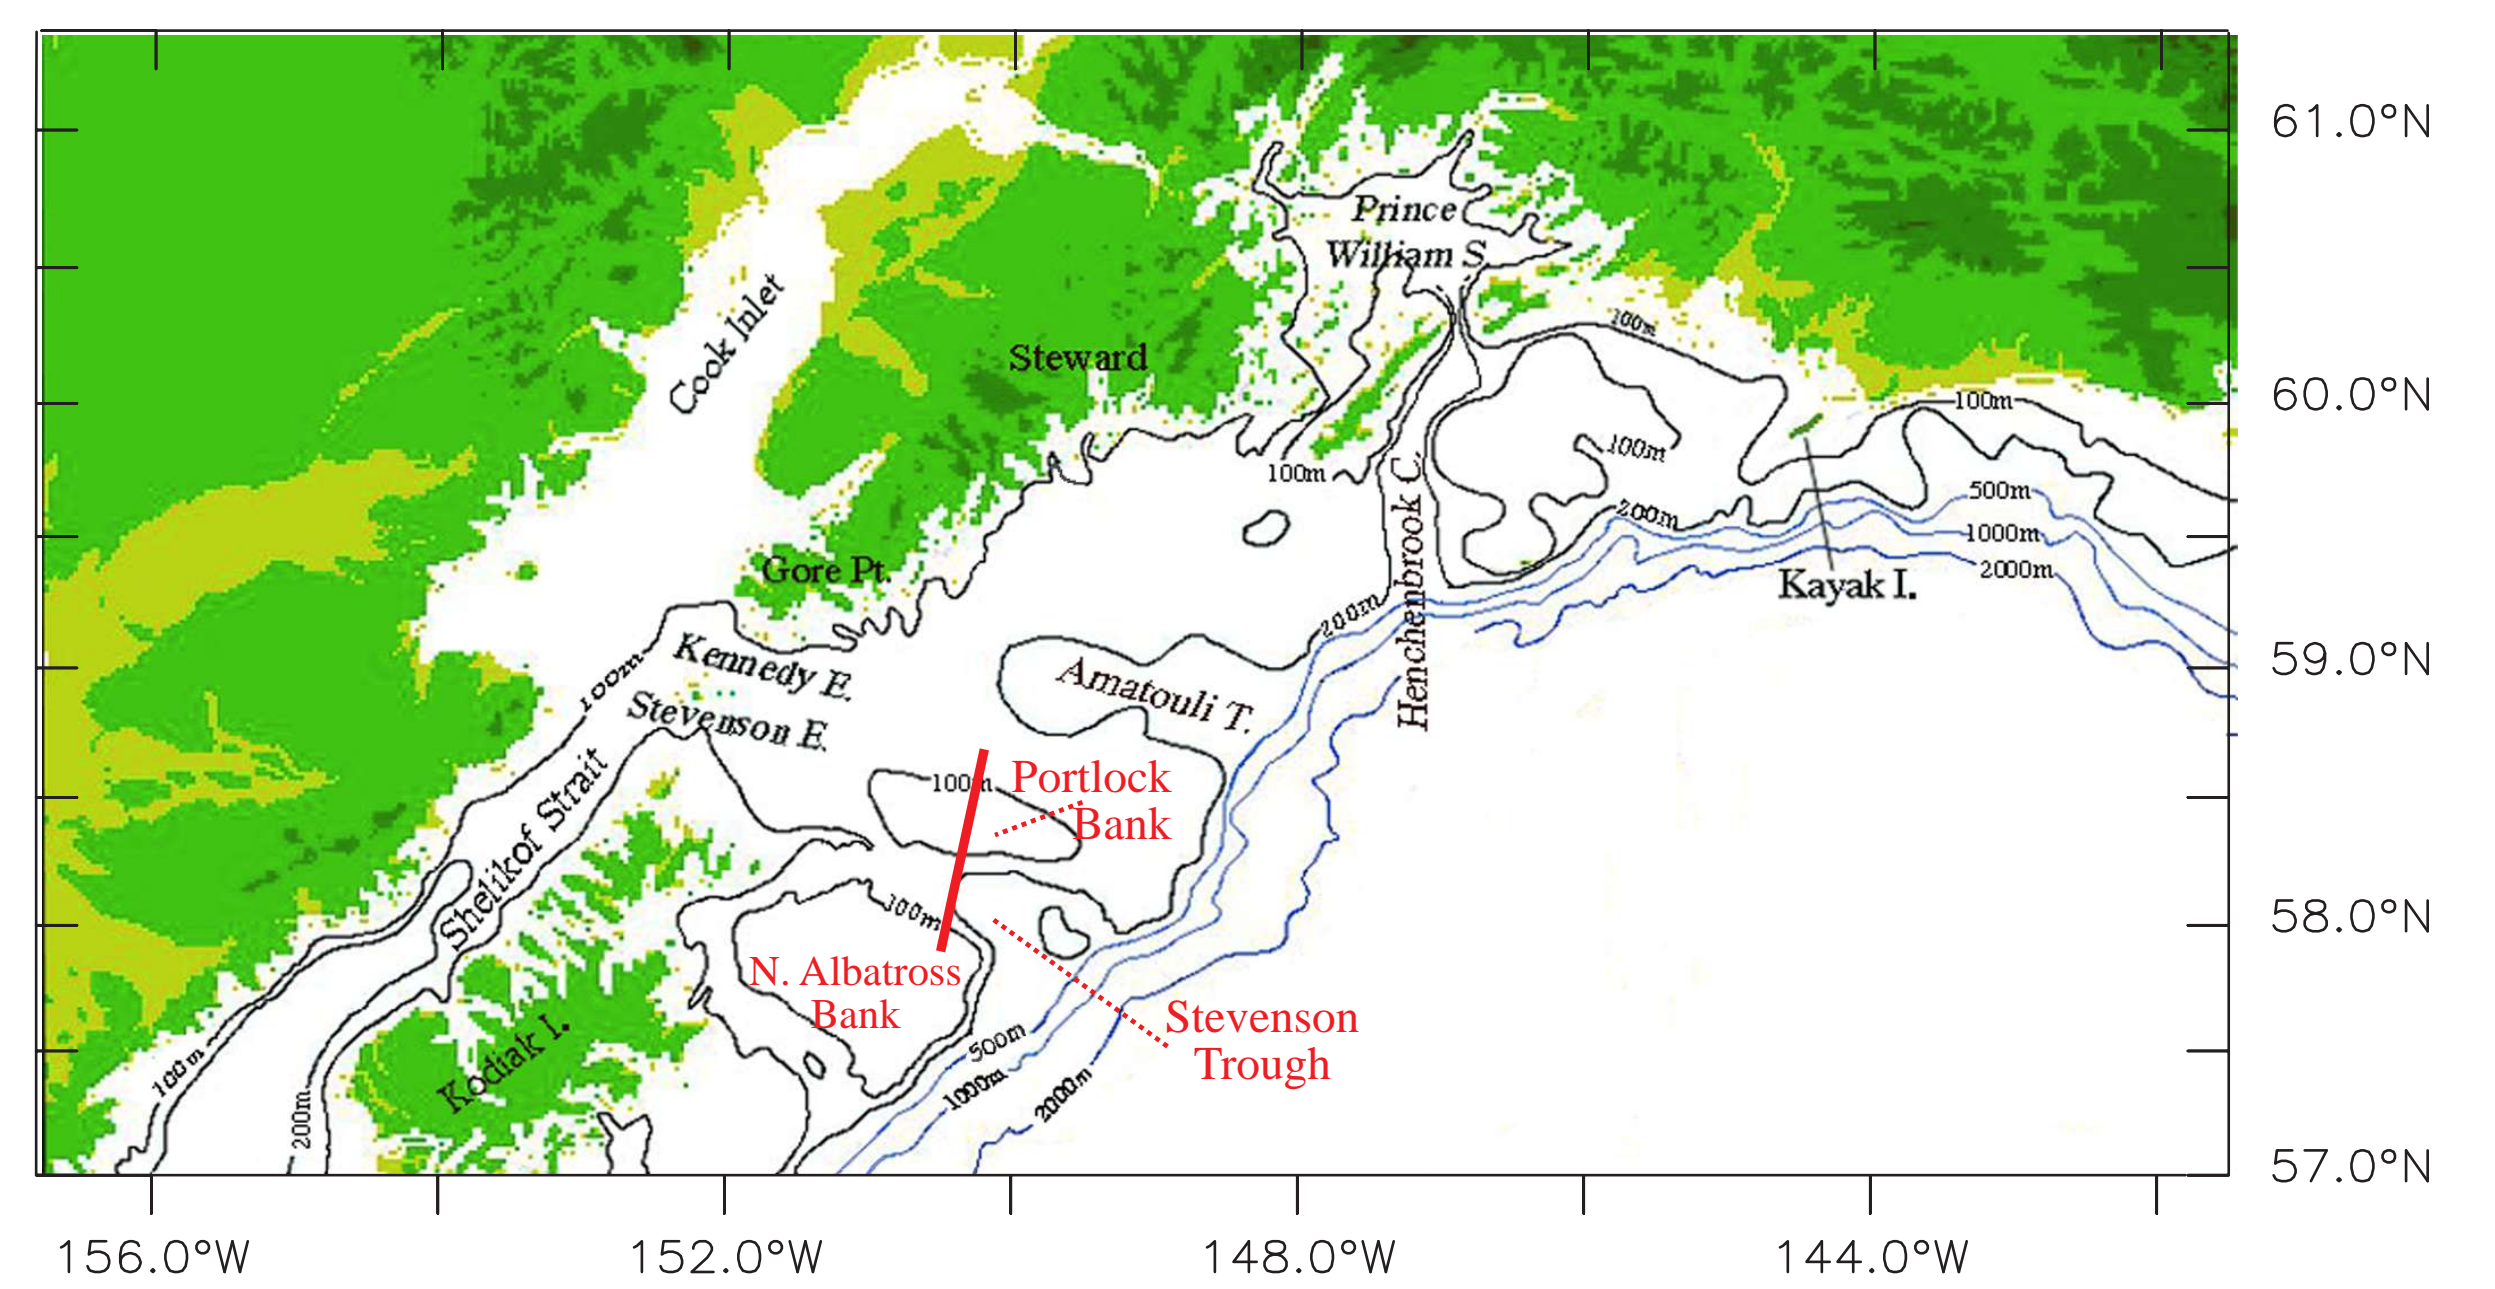 61.0°N
Prince
William S.
Cook Inlet
100m
Steward
60.0°N
100m
100m
100m
Henchenbrook C.
500m
200m
1000m
2000m
Gore Pt.
Kayak I.
200m
Kennedy E.
59.0°N
100m
Amatouli T.
Stevenson E.
Shelikof Strait
100m
Portlock
Bank
100m
58.0°N
N. Albatross
Bank
Stevenson
Trough
500m
Kodiak I.
100m
1000m
2000m
200m
57.0°N
156.0°W
152.0°W
148.0°W
144.0°W